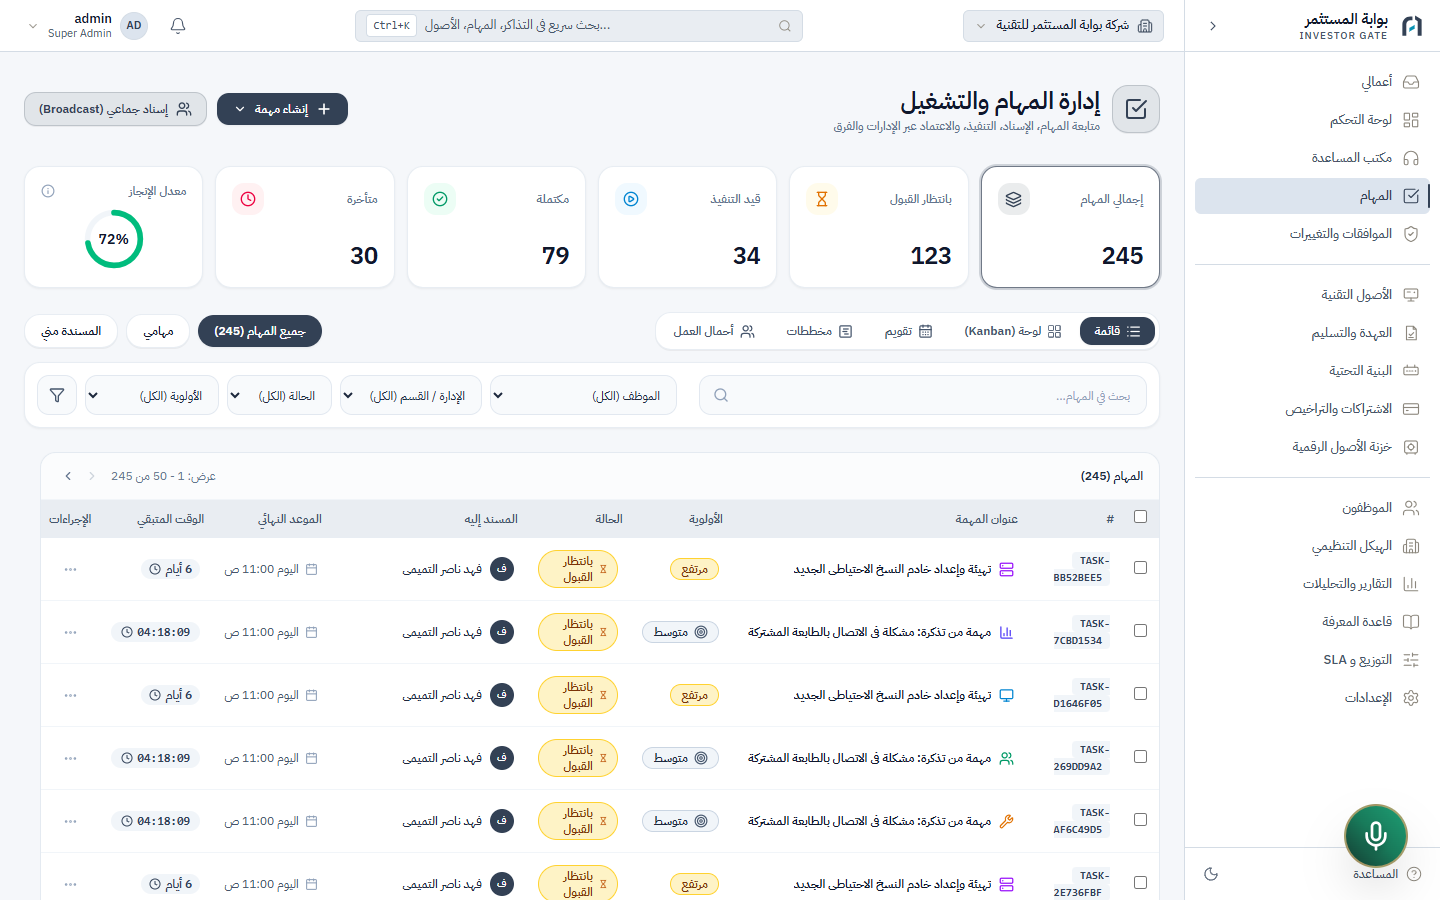 بوابة المستثمر
INVESTOR GATE
شركة بوابة المستثمر للتقنية
بحث سريع في التذاكر، المهام، الأصول...
Ctrl+K
admin
Super Admin
AD
أعمالي
لوحة التحكم
مكتب المساعدة
المهام
الموافقات والتغييرات
الأصول التقنية
العهدة والتسليم
البنية التحتية
الاشتراكات والتراخيص
خزنة الأصول الرقمية
الموظفون
الهيكل التنظيمي
التقارير والتحليلات
قاعدة المعرفة
التوزيع و SLA
الإعدادات
المساعدة
إدارة المهام والتشغيل
متابعة المهام، الإسناد، التنفيذ، والاعتماد عبر الإدارات والفرق
إنشاء مهمة
إسناد جماعي (Broadcast)
إجمالي المهام
245
بانتظار القبول
123
قيد التنفيذ
34
مكتملة
79
متأخرة
30
معدل الإنجاز
72%
قائمة
لوحة (Kanban)
تقويم
مخططات
أحمال العمل
جميع المهام (245)
مهامي
المسندة مني
بحث في المهام...
الموظف (الكل)
الإدارة / القسم (الكل)
الحالة (الكل)
الأولوية (الكل)
المهام (245)
عرض: 1 - 50 من 245
# عنوان المهمة الأولوية الحالة المسند إليه الموعد النهائي الوقت المتبقي الإجراءات
TASK-BB52BEE5 تهيئة وإعداد خادم النسخ الاحتياطي الجديد مرتفع بانتظار القبول ف فهد ناصر التميمي اليوم 11:00 ص 6 أيام
TASK-7CBD1534 مهمة من تذكرة: مشكلة في الاتصال بالطابعة المشتركة متوسط بانتظار القبول ف فهد ناصر التميمي اليوم 11:00 ص 04:18:09
TASK-D1646F05 تهيئة وإعداد خادم النسخ الاحتياطي الجديد مرتفع بانتظار القبول ف فهد ناصر التميمي اليوم 11:00 ص 6 أيام
TASK-269DD9A2 مهمة من تذكرة: مشكلة في الاتصال بالطابعة المشتركة متوسط بانتظار القبول ف فهد ناصر التميمي اليوم 11:00 ص 04:18:09
TASK-AF6C49D5 مهمة من تذكرة: مشكلة في الاتصال بالطابعة المشتركة متوسط بانتظار القبول ف فهد ناصر التميمي اليوم 11:00 ص 04:18:09
TASK-2E736FBF تهيئة وإعداد خادم النسخ الاحتياطي الجديد مرتفع بانتظار القبول ف فهد ناصر التميمي اليوم 11:00 ص 6 أيام